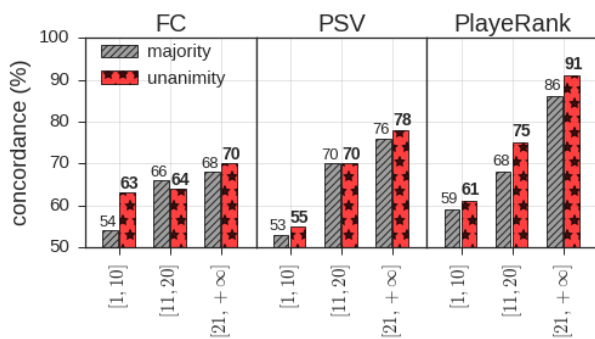 FC PSV PlayeRank
concordance (%)
100
90
80
70
60
50
majority
unanimity
54 63 66 64 68 70
53 55 70 70 76 78
59 61 68 75 86 91
[1, 10] [11, 20] [21, +∞] [1, 10] [11, 20] [21, +∞] [1, 10] [11, 20] [21, +∞]